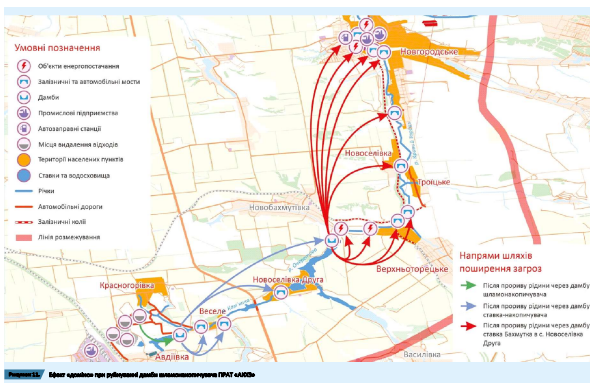 Умовні позначення
Об'єкти енергопостачання
Залізничні та автомобільні мости
Дамби
Промислові підприємства
Автозаправні станції
Місця видалення відходів
Території населених пунктів
Ставки та водосховища
Річки
Автомобільні дороги
Залізничні колії
Лінія розмежування
Новгородське
Новоселівка
Троїцьке
Новобахмутівка
Верхньоторецьке
Новоселівка Друга
Красногорівка
Веселе
Авдіївка
Василівка
Напрями шляхів
поширення загроз
Після прориву рідини через дамбу
шламонакопичувача
Після прориву рідини через дамбу
ставка-накопичувача
Після прориву рідини через дамбу
ставка Бахмутка в с. Новоселівка
Друга
Рисунок 11.
Ефект «доміно» при руйнуванні дамби шламонакопичувача ПРАТ «АКХЗ»